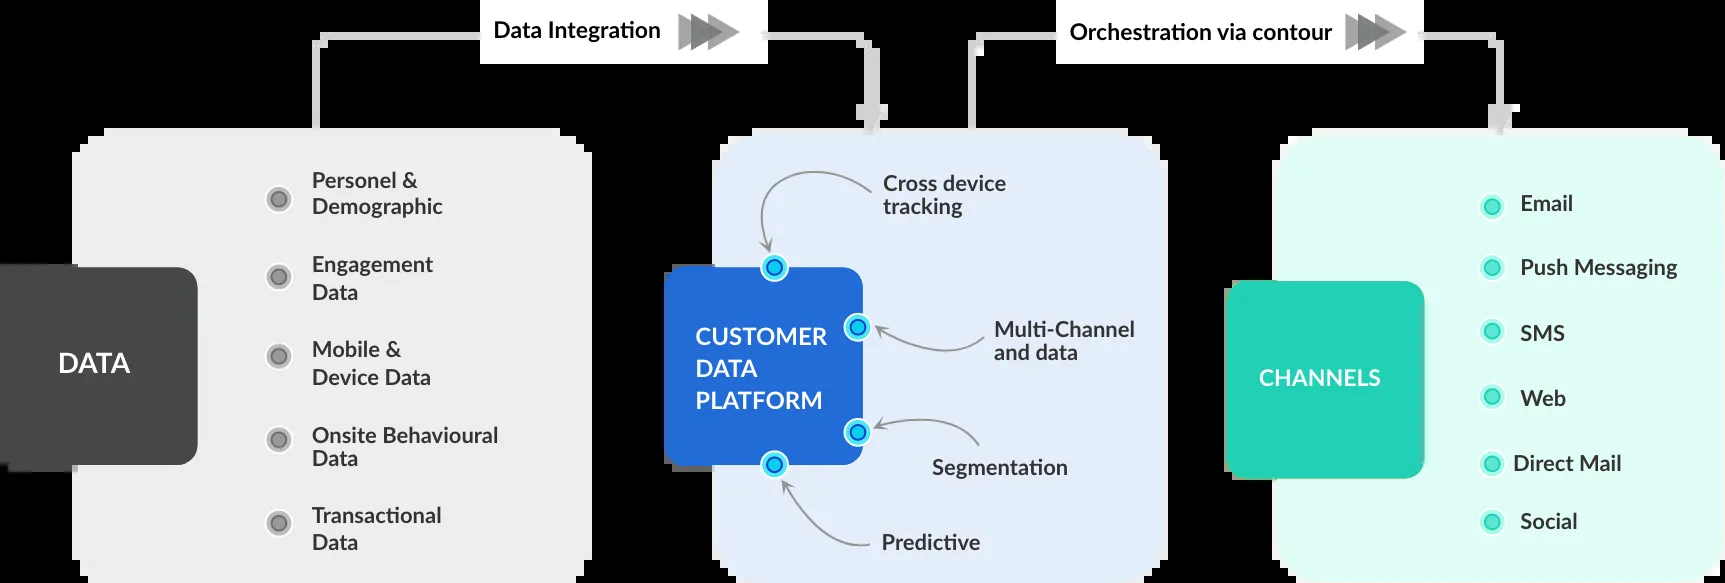 Data Integration
Orchestration via contour
DATA
Personel &
Demographic
Engagement
Data
Mobile &
Device Data
Onsite Behavioural
Data
Transactional
Data
CUSTOMER
DATA
PLATFORM
Cross device
tracking
Multi-Channel
and data
Segmentation
Predictive
CHANNELS
Email
Push Messaging
SMS
Web
Direct Mail
Social